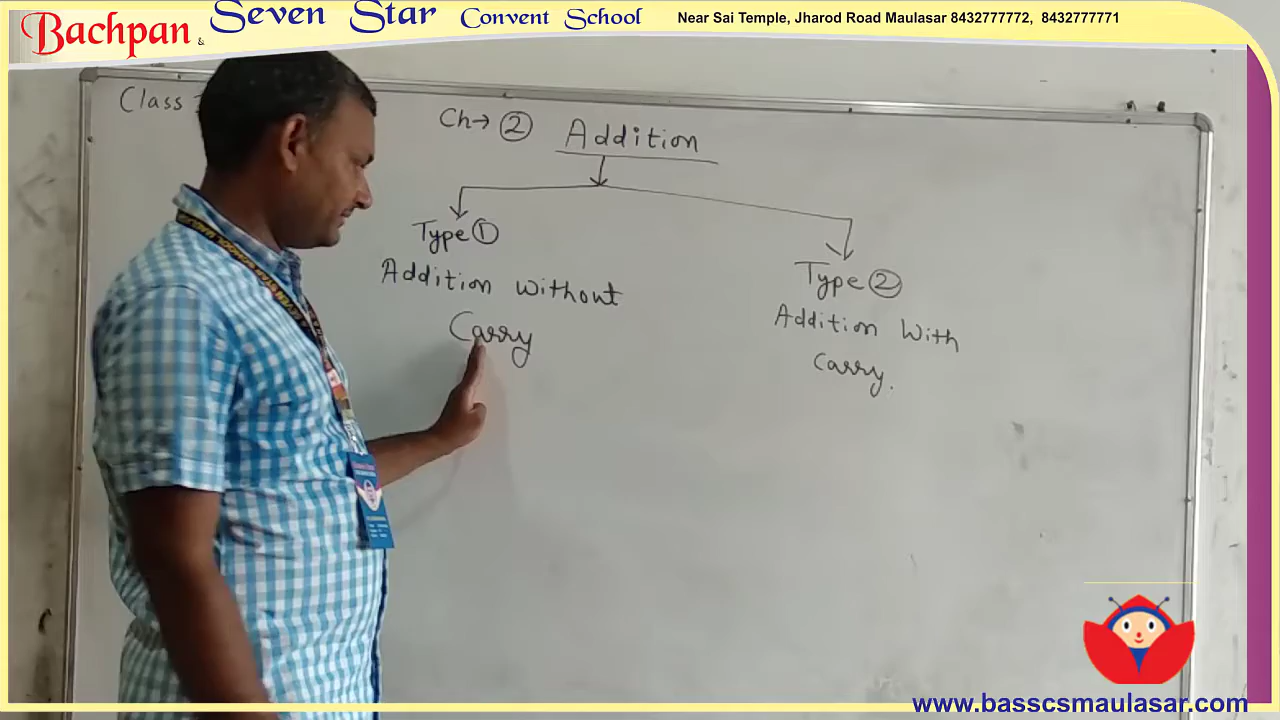 Bachpan & Seven Star Convent School
Near Sai Temple, Jharod Road Maulasar 8432777772, 8432777771
Class
Ch→ 2 Addition
Type 1
Addition Without
Carry
Type 2
Addition With
Carry.
www.basscsmaulasar.com